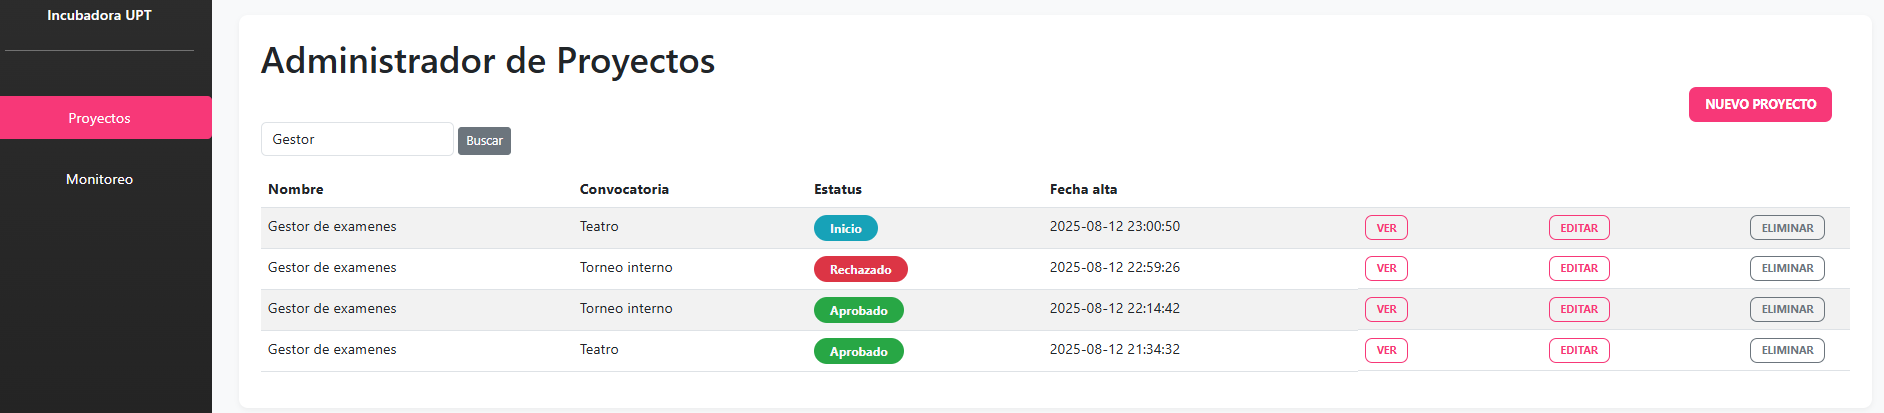 Incubadora UPT
Proyectos
Monitoreo
Administrador de Proyectos
NUEVO PROYECTO
Gestor Buscar
Nombre Convocatoria Estatus Fecha alta
Gestor de examenes Teatro Inicio 2025-08-12 23:00:50 VER EDITAR ELIMINAR
Gestor de examenes Torneo interno Rechazado 2025-08-12 22:59:26 VER EDITAR ELIMINAR
Gestor de examenes Torneo interno Aprobado 2025-08-12 22:14:42 VER EDITAR ELIMINAR
Gestor de examenes Teatro Aprobado 2025-08-12 21:34:32 VER EDITAR ELIMINAR